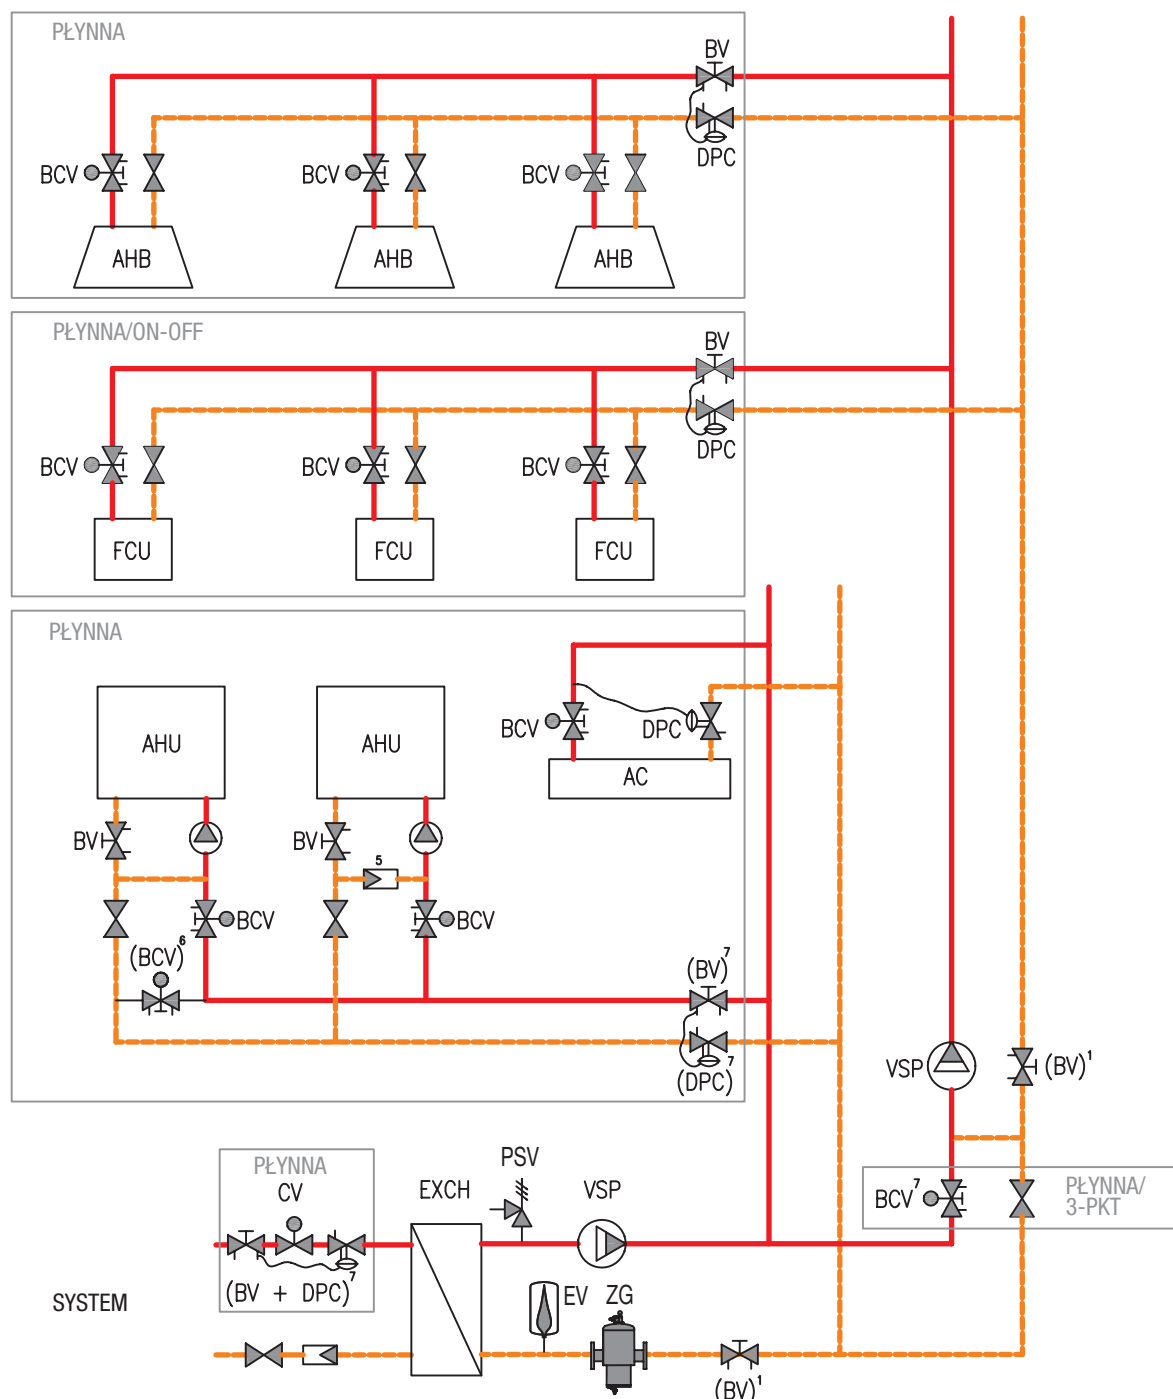 PŁYNNA
BV
DPC
BCV BCV BCV
AHB AHB AHB
PŁYNNA/ON-OFF
BV
DPC
BCV BCV BCV
FCU FCU FCU
PŁYNNA
BCV DPC
AHU AHU AC
BV BV
5
BCV BCV
(BCV)⁶ (BV)⁷
(DPC)⁷
VSP (BV)¹
PŁYNNA
CV
PSV
EXCH VSP
BCV⁷ PŁYNNA/
3-PKT
(BV + DPC)⁷
SYSTEM
EV ZG
(BV)¹